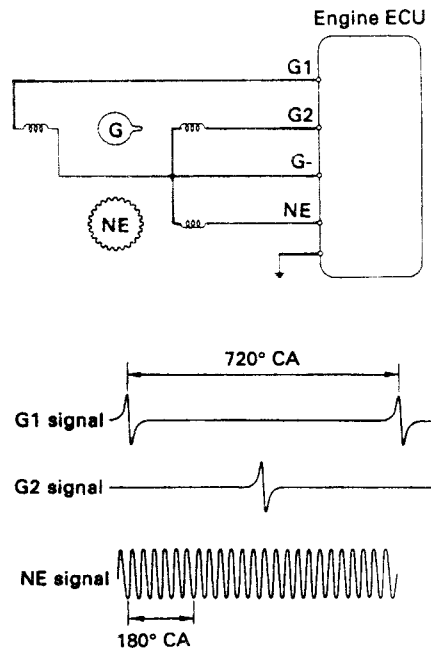 Engine ECU
G1
G
G2
G-
NE
NE
720° CA
G1 signal
G2 signal
NE signal
180° CA